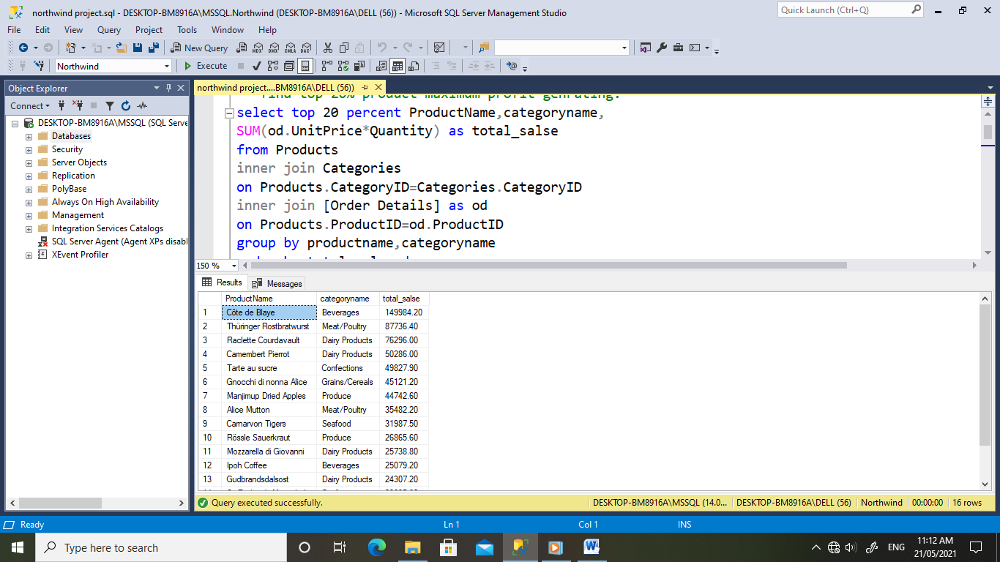 northwind project.sql - DESKTOP-BM8916A\MSSQL.Northwind (DESKTOP-BM8916A\DELL (56)) - Microsoft SQL Server Management Studio
Quick Launch (Ctrl+Q)
File Edit View Query Project Tools Window Help
New Query MDX DMX XMLA DAX
Northwind Execute
Object Explorer
northwind project....BM8916A\DELL (56))
Connect
DESKTOP-BM8916A\MSSQL (SQL Serve
Databases
Security
Server Objects
Replication
PolyBase
Always On High Availability
Management
Integration Services Catalogs
SQL Server Agent (Agent XPs disabl
XEvent Profiler
find top 20% product maximum profit genrating.
select top 20 percent ProductName,categoryname,
SUM(od.UnitPrice*Quantity) as total_salse
from Products
inner join Categories
on Products.CategoryID=Categories.CategoryID
inner join [Order Details] as od
on Products.ProductID=od.ProductID
group by productname,categoryname
150 %
Results Messages
ProductName categoryname total_salse
1 Côte de Blaye Beverages 149984.20
2 Thüringer Rostbratwurst Meat/Poultry 87736.40
3 Raclette Courdavault Dairy Products 76296.00
4 Camembert Pierrot Dairy Products 50286.00
5 Tarte au sucre Confections 49827.90
6 Gnocchi di nonna Alice Grains/Cereals 45121.20
7 Manjimup Dried Apples Produce 44742.60
8 Alice Mutton Meat/Poultry 35482.20
9 Carnarvon Tigers Seafood 31987.50
10 Rössle Sauerkraut Produce 26865.60
11 Mozzarella di Giovanni Dairy Products 25738.80
12 Ipoh Coffee Beverages 25079.20
13 Gudbrandsdalsost Dairy Products 24307.20
Query executed successfully. DESKTOP-BM8916A\MSSQL (14.0... DESKTOP-BM8916A\DELL (56) Northwind 00:00:00 16 rows
Ready Ln 1 Col 1 INS
Type here to search
ENG
11:12 AM
21/05/2021